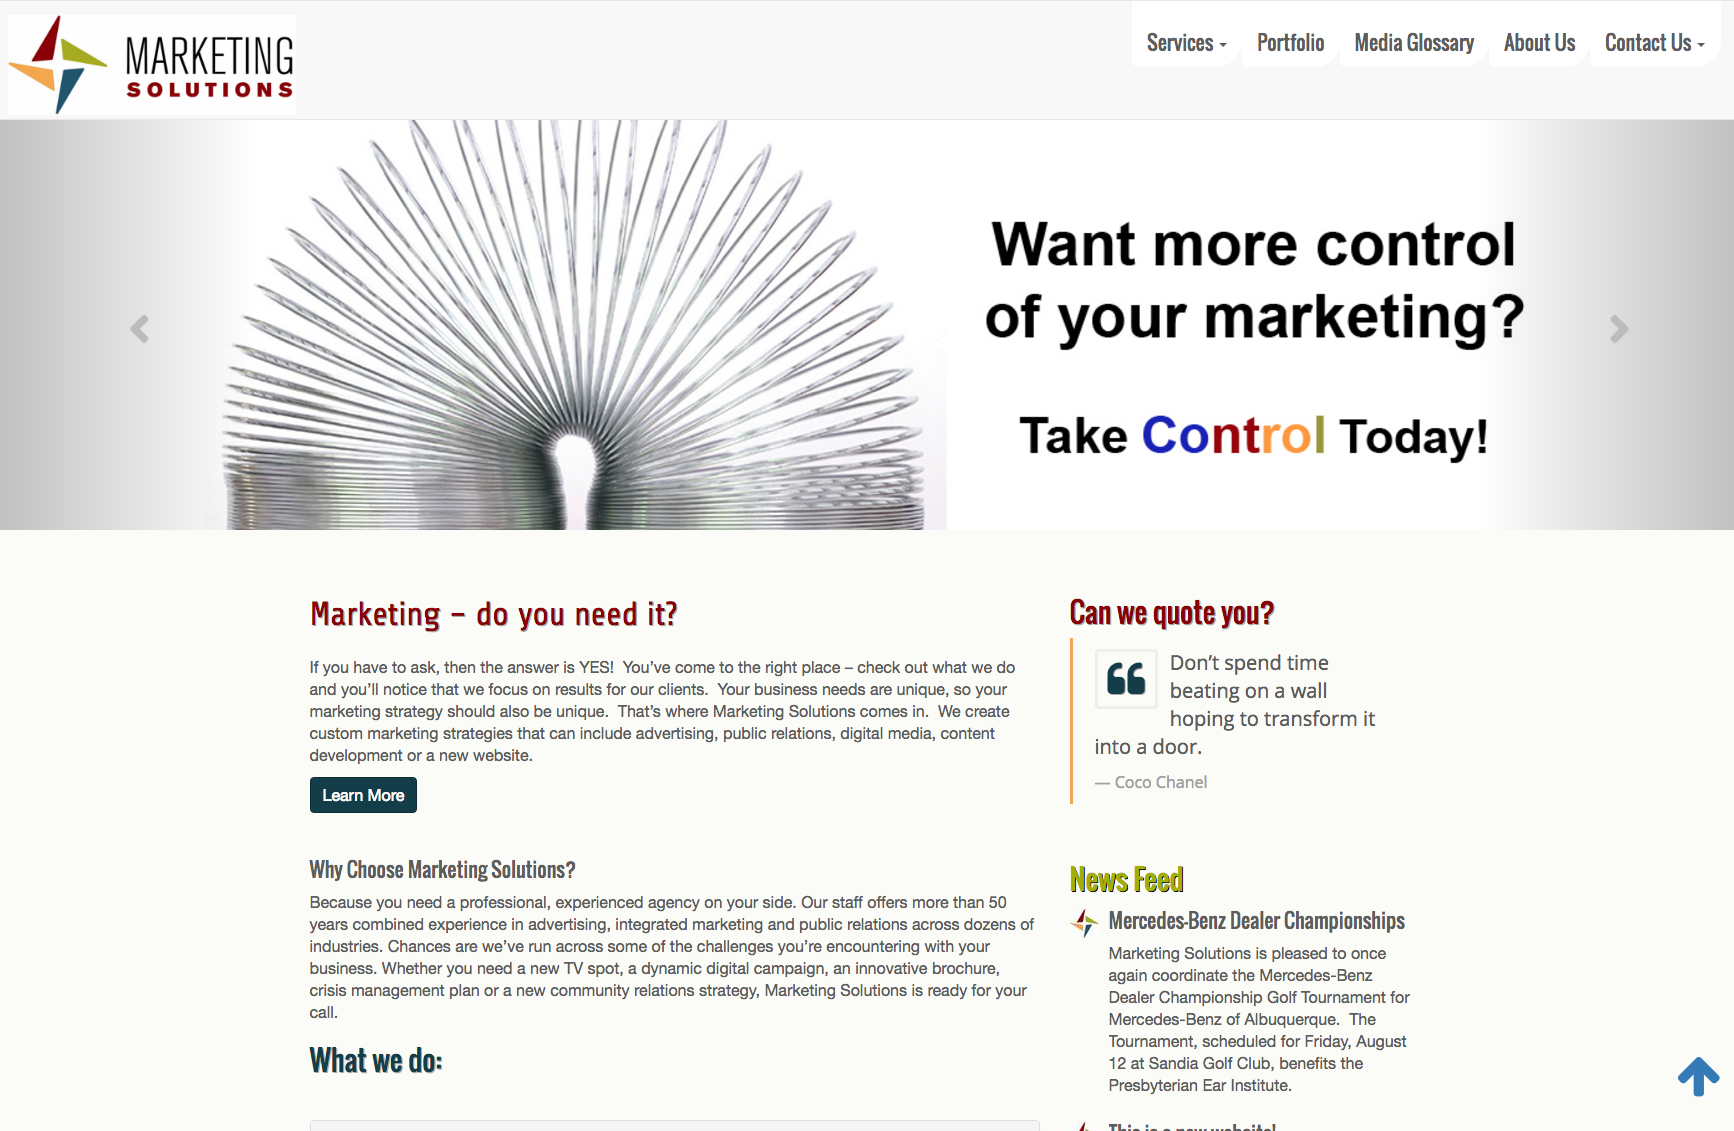 MARKETING
SOLUTIONS
Services
Portfolio
Media Glossary
About Us
Contact Us
Want more control
of your marketing?
Take Control Today!
Marketing – do you need it?
If you have to ask, then the answer is YES!  You’ve come to the right place – check out what we do
and you’ll notice that we focus on results for our clients.  Your business needs are unique, so your
marketing strategy should also be unique.  That’s where Marketing Solutions comes in.  We create
custom marketing strategies that can include advertising, public relations, digital media, content
development or a new website.
Learn More
Why Choose Marketing Solutions?
Because you need a professional, experienced agency on your side. Our staff offers more than 50
years combined experience in advertising, integrated marketing and public relations across dozens of
industries. Chances are we’ve run across some of the challenges you’re encountering with your
business. Whether you need a new TV spot, a dynamic digital campaign, an innovative brochure,
crisis management plan or a new community relations strategy, Marketing Solutions is ready for your
call.
What we do:
Can we quote you?
Don’t spend time
beating on a wall
hoping to transform it
into a door.
— Coco Chanel
News Feed
Mercedes-Benz Dealer Championships
Marketing Solutions is pleased to once
again coordinate the Mercedes-Benz
Dealer Championship Golf Tournament for
Mercedes-Benz of Albuquerque.  The
Tournament, scheduled for Friday, August
12 at Sandia Golf Club, benefits the
Presbyterian Ear Institute.
This is a new website!